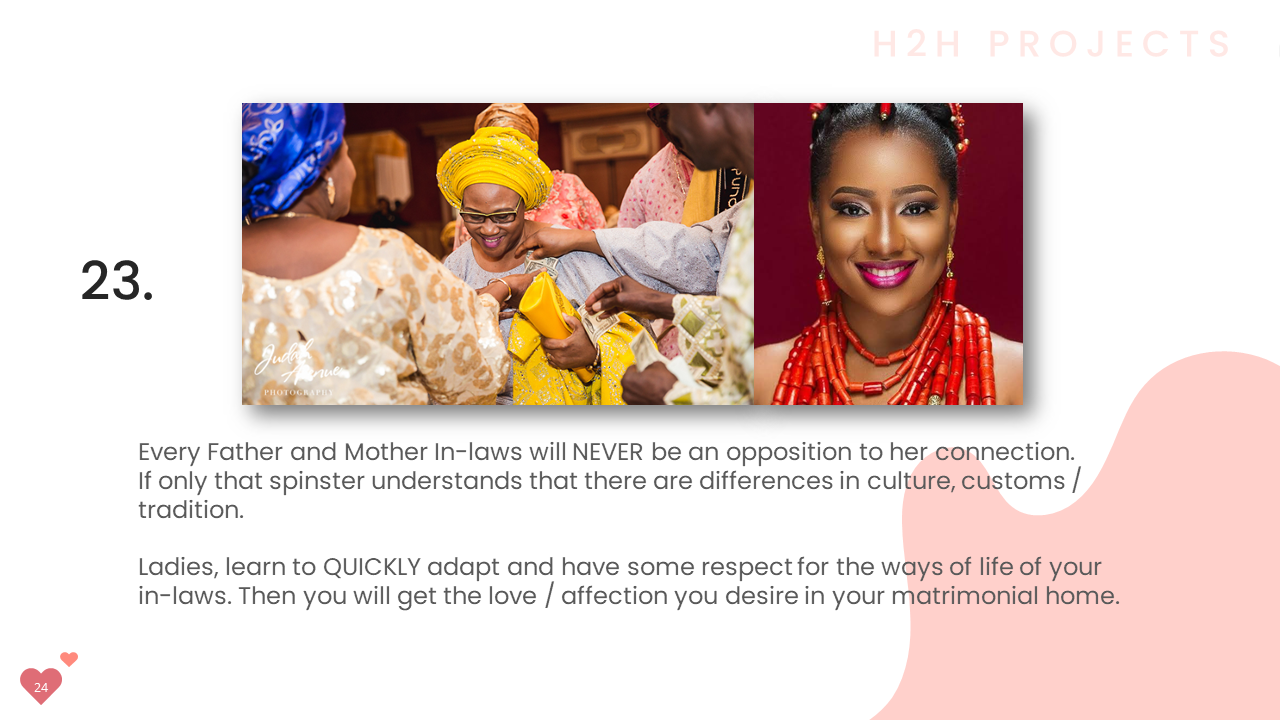 H2H PROJECTS
23.
Judah
Avenue
PHOTOGRAPHY
Every Father and Mother In-laws will NEVER be an opposition to her connection.
If only that spinster understands that there are differences in culture, customs /
tradition.
Ladies, learn to QUICKLY adapt and have some respect for the ways of life of your
in-laws. Then you will get the love / affection you desire in your matrimonial home.
24